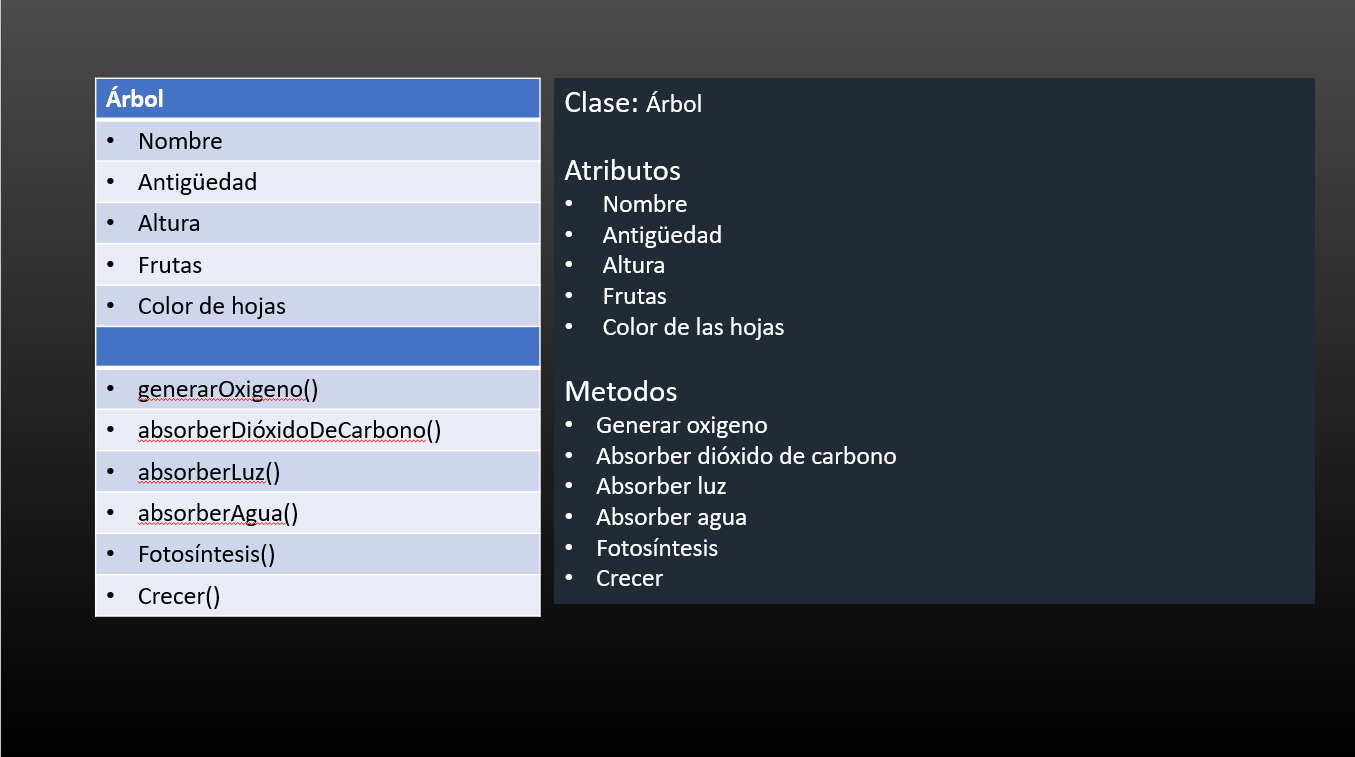 Árbol
• Nombre
• Antigüedad
• Altura
• Frutas
• Color de hojas
• generarOxigeno()
• absorberDióxidoDeCarbono()
• absorberLuz()
• absorberAgua()
• Fotosíntesis()
• Crecer()
Clase: Árbol
Atributos
• Nombre
• Antigüedad
• Altura
• Frutas
• Color de las hojas
Metodos
• Generar oxigeno
• Absorber dióxido de carbono
• Absorber luz
• Absorber agua
• Fotosíntesis
• Crecer